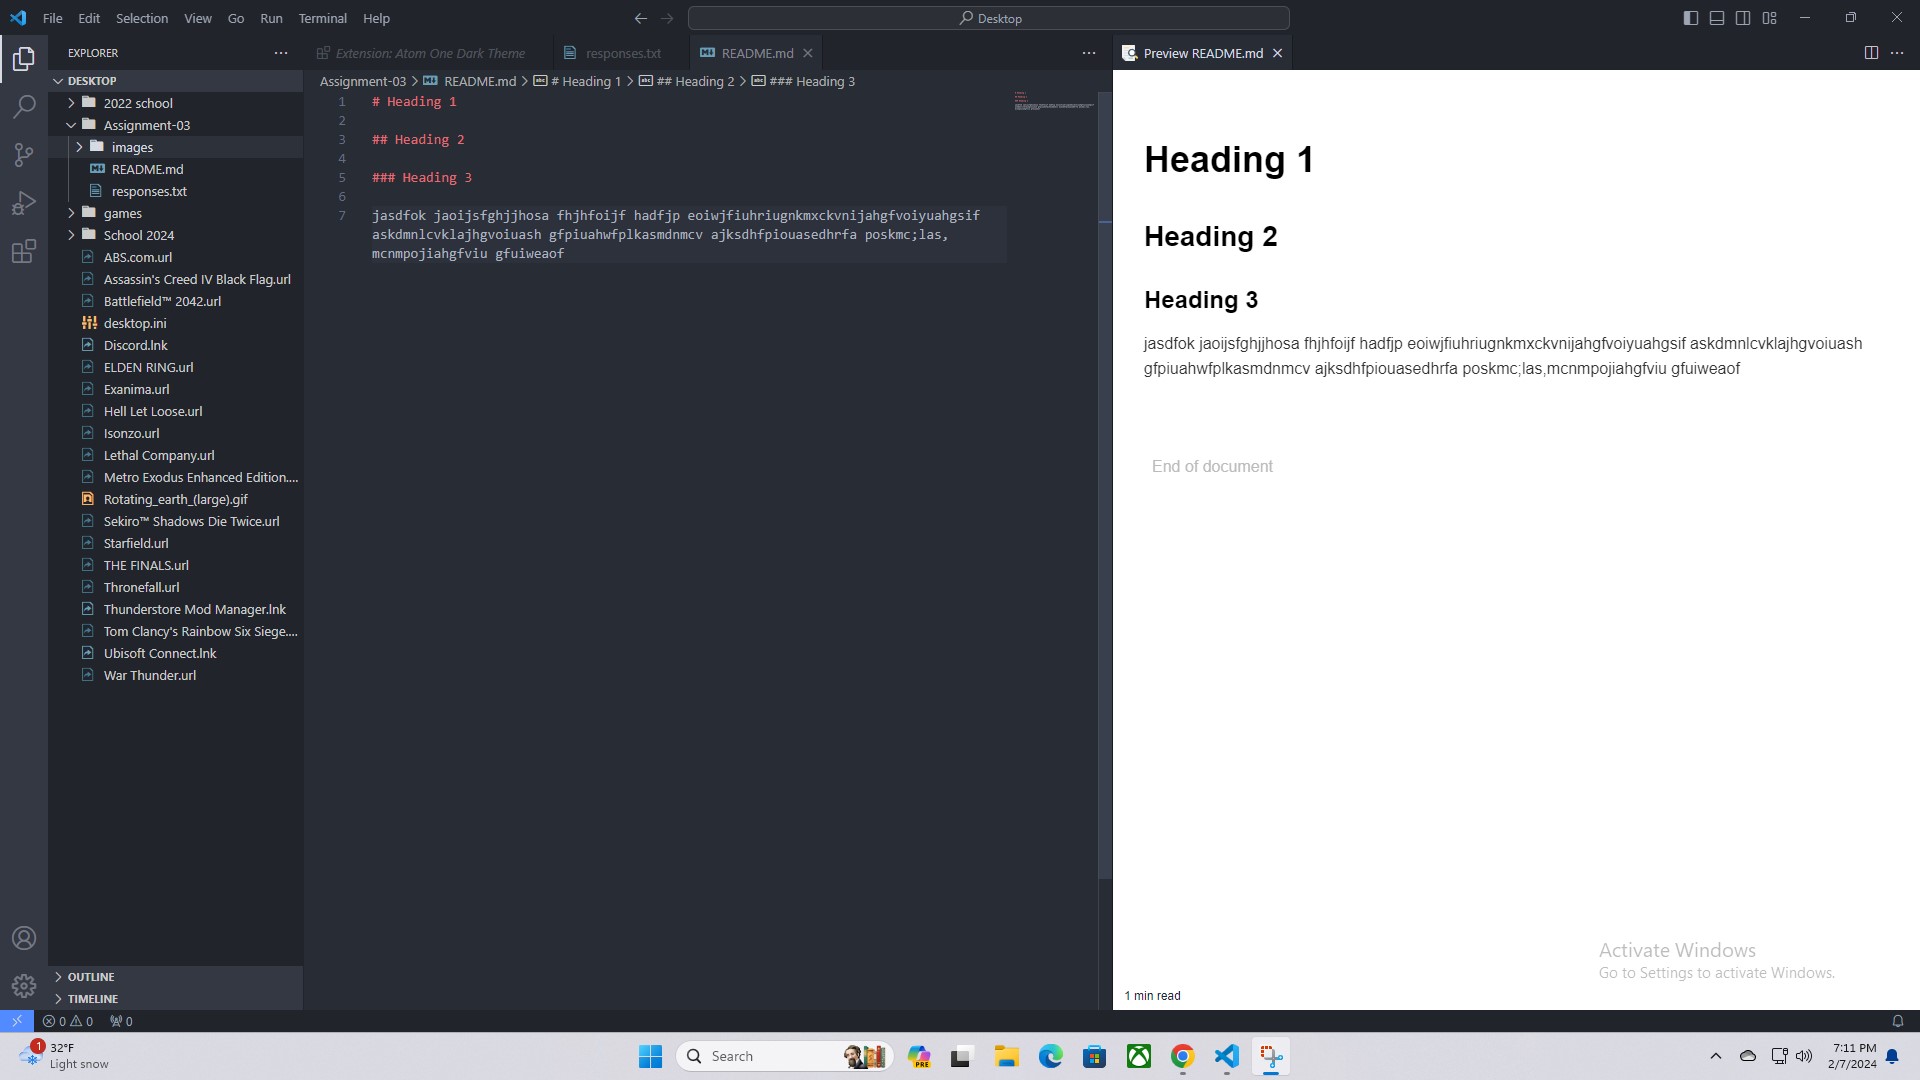 File Edit Selection View Go Run Terminal Help
Desktop
EXPLORER
Extension: Atom One Dark Theme
responses.txt
README.md
Preview README.md
DESKTOP
2022 school
Assignment-03
images
README.md
responses.txt
games
School 2024
ABS.com.url
Assassin's Creed IV Black Flag.url
Battlefield™ 2042.url
desktop.ini
Discord.lnk
ELDEN RING.url
Exanima.url
Hell Let Loose.url
Isonzo.url
Lethal Company.url
Metro Exodus Enhanced Edition....
Rotating_earth_(large).gif
Sekiro™ Shadows Die Twice.url
Starfield.url
THE FINALS.url
Thronefall.url
Thunderstore Mod Manager.lnk
Tom Clancy's Rainbow Six Siege....
Ubisoft Connect.lnk
War Thunder.url
OUTLINE
TIMELINE
Assignment-03 > README.md > # Heading 1 > ## Heading 2 > ### Heading 3
1 # Heading 1
2
3 ## Heading 2
4
5 ### Heading 3
6
7 jasdfok jaoijsfghjjhosa fhjhfoijf hadfjp eoiwjfiuhriugnkmxckvnijahgfvoiyuahgsif
askdmnlcvklajhgvoiuash gfpiuahwfplkasmdnmcv ajksdhfpiouasedhrfa poskmc;las,
mcnmpojiahgfviu gfuiweaof
Heading 1
Heading 2
Heading 3
jasdfok jaoijsfghjjhosa fhjhfoijf hadfjp eoiwjfiuhriugnkmxckvnijahgfvoiyuahgsif askdmnlcvklajhgvoiuash
gfpiuahwfplkasmdnmcv ajksdhfpiouasedhrfa poskmc;las,mcnmpojiahgfviu gfuiweaof
End of document
Activate Windows
Go to Settings to activate Windows.
1 min read
0 0 0
1
32°F
Light snow
Search
PRE
7:11 PM
2/7/2024